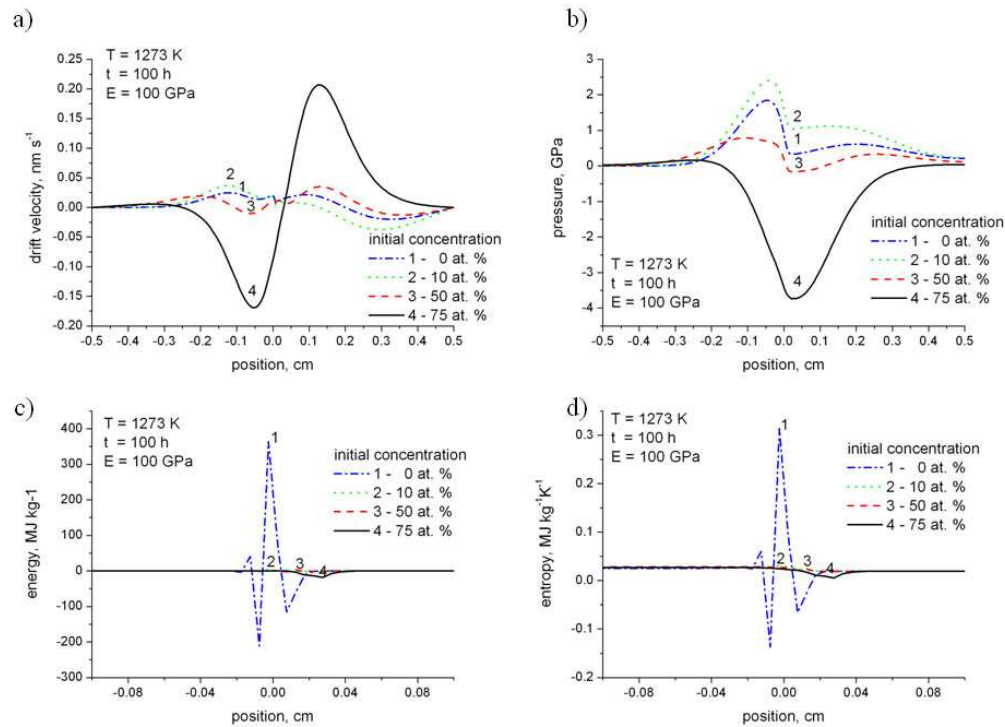 a)
T = 1273 K
t = 100 h
E = 100 GPa
0.25
0.20
0.15
0.10
0.05
0.00
-0.05
-0.10
-0.15
-0.20
drift velocity, nm s⁻¹
2
1
3
4
initial concentration
1 - 0 at. %
2 - 10 at. %
3 - 50 at. %
4 - 75 at. %
-0.5 -0.4 -0.3 -0.2 -0.1 0.0 0.1 0.2 0.3 0.4 0.5
position, cm
b)
3
2
1
0
-1
-2
-3
-4
pressure, GPa
2
1
3
4
initial concentration
1 - 0 at. %
2 - 10 at. %
3 - 50 at. %
4 - 75 at. %
T = 1273 K
t = 100 h
E = 100 GPa
-0.5 -0.4 -0.3 -0.2 -0.1 0.0 0.1 0.2 0.3 0.4 0.5
position, cm
c)
T = 1273 K
t = 100 h
E = 100 GPa
400
300
200
100
0
-100
-200
-300
energy, MJ kg-1
1
2
3
4
initial concentration
1 - 0 at. %
2 - 10 at. %
3 - 50 at. %
4 - 75 at. %
-0.08 -0.04 0.00 0.04 0.08
position, cm
d)
T = 1273 K
t = 100 h
E = 100 GPa
0.3
0.2
0.1
0.0
-0.1
-0.2
entropy, MJ kg⁻¹K⁻¹
1
2
3
4
initial concentration
1 - 0 at. %
2 - 10 at. %
3 - 50 at. %
4 - 75 at. %
-0.08 -0.04 0.00 0.04 0.08
position, cm